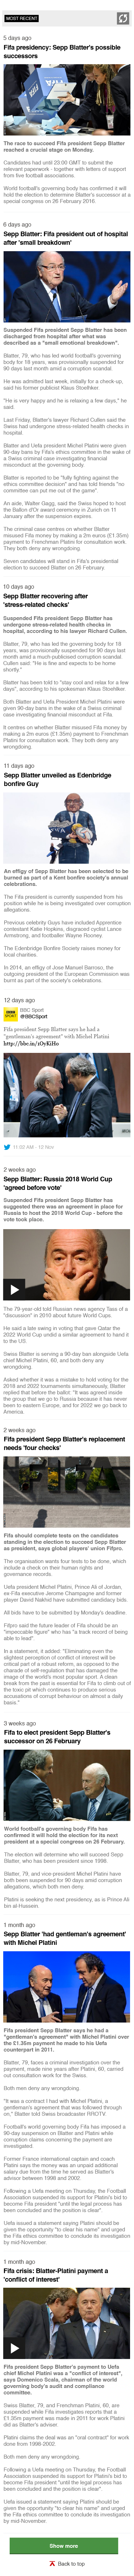 MOST RECENT
5 days ago
Fifa presidency: Sepp Blatter's possible
successors
The race to succeed Fifa president Sepp Blatter
reached a crucial stage on Monday.
Candidates had until 23:00 GMT to submit the
relevant paperwork - together with letters of support
from five football associations.
World football's governing body has confirmed it will
hold the election to determine Blatter's successor at a
special congress on 26 February 2016.
6 days ago
Sepp Blatter: Fifa president out of hospital
after 'small breakdown'
Suspended Fifa president Sepp Blatter has been
discharged from hospital after what was
described as a "small emotional breakdown".
Blatter, 79, who has led world football's governing
body for 18 years, was provisionally suspended for
90 days last month amid a corruption scandal.
He was admitted last week, initially for a check-up,
said his former publicist Klaus Stoehlker.
"He is very happy and he is relaxing a few days," he
said.
Last Friday, Blatter's lawyer Richard Cullen said the
Swiss had undergone stress-related health checks in
hospital.
Blatter and Uefa president Michel Platini were given
90-day bans by Fifa's ethics committee in the wake of
a Swiss criminal case investigating financial
misconduct at the governing body.
Blatter is reported to be "fully fighting against the
ethics committee desision" and has told friends "no
committee can put me out of the game".
An aide, Walter Gagg, said the Swiss hoped to host
the Ballon d'Or award ceremony in Zurich on 11
January after the suspension expires.
The criminal case centres on whether Blatter
misused Fifa money by making a 2m euros (£1.35m)
payment to Frenchman Platini for consultation work.
They both deny any wrongdoing.
Seven candidates will stand in Fifa's presidential
election to succeed Blatter on 26 February.
10 days ago
Sepp Blatter recovering after
'stress-related checks'
Suspended Fifa president Sepp Blatter has
undergone stress-related health checks in
hospital, according to his lawyer Richard Cullen.
Blatter, 79, who has led the governing body for 18
years, was provisionally suspended for 90 days last
month amid a much-publicised corruption scandal.
Cullen said: "He is fine and expects to be home
shortly."
Blatter has been told to "stay cool and relax for a few
days", according to his spokesman Klaus Stroehlker.
Both Blatter and Uefa President Michel Platini were
given 90 day bans in the wake of a Swiss criminal
case investigating financial misconduct at Fifa.
It centres on whether Blatter misused Fifa money by
making a 2m euros (£1.35m) payment to Frenchman
Platini for consultancy work. They both deny any
wrongdoing.
11 days ago
Sepp Blatter unveiled as Edenbridge
bonfire Guy
An effigy of Sepp Blatter has been selected to be
burned as part of a Kent bonfire society's annual
celebrations.
The Fifa president is currently suspended from his
position while he is being investigated over corruption
allegations.
Previous celebrity Guys have included Apprentice
contestant Katie Hopkins, disgraced cyclist Lance
Armstrong, and footballer Wayne Rooney.
The Edenbridge Bonfire Society raises money for
local charities.
In 2014, an effigy of Jose Manuel Barroso, the
outgoing president of the European Commission was
burnt as part of the society's celebrations.
12 days ago
BBC Sport
@BBCSport
Fifa president Sepp Blatter says he had a
"gentleman's agreement" with Michel Platini
http://bbc.in/1OyKiHo
2 weeks ago
Sepp Blatter: Russia 2018 World Cup
'agreed before vote'
Suspended Fifa president Sepp Blatter has
suggested there was an agreement in place for
Russia to host the 2018 World Cup - before the
vote took place.
The 79-year-old told Russian news agency Tass of a
"discussion" in 2010 about future World Cups.
He said a late swing in voting that gave Qatar the
2022 World Cup undid a similar agreement to hand it
to the US.
Swiss Blatter is serving a 90-day ban alongside Uefa
chief Michel Platini, 60, and both deny any
wrongdoing.
Asked whether it was a mistake to hold voting for the
2018 and 2022 tournaments simultaneously, Blatter
replied that before the ballot: "It was agreed inside
the group that we go to Russia because it has never
been to eastern Europe, and for 2022 we go back to
America.
2 weeks ago
Fifa president Sepp Blatter's replacement
needs 'four checks'
Fifa should complete tests on the candidates
standing in the election to succeed Sepp Blatter
as president, says global players' union Fifpro.
The organisation wants four tests to be done, which
include a check on their human rights and
governance records.
Uefa president Michel Platini, Prince Ali of Jordan,
ex-Fifa executive Jerome Champagne and former
player David Nakhid have submitted candidacy bids.
All bids have to be submitted by Monday's deadline.
Fifpro said the future leader of Fifa should be an
"impeccable figure" who has "a track record of being
able to lead"
In a statement, it added: "Eliminating even the
slightest perception of conflict of interest will be
critical for a robust reform, as opposed to the
chance of self-regulation that has damaged the
image of the world's most popular sport. A clean
break from the past is essential for Fifa to climb out of
the toxic pit which continues to produce serious
allegations of corrupt behaviour on almost a daily
basis."
3 weeks ago
Fifa to elect president Sepp Blatter's
successor on 26 February
World football's governing body Fifa has
confirmed it will hold the election for its next
president at a special congress on 26 February.
The election will determine who will succeed Sepp
Blatter, who has been president since 1998.
Blatter, 79, and vice-president Michel Platini have
both been suspended for 90 days amid corruption
allegations, which both men deny.
Platini is seeking the next presidency, as is Prince Ali
bin al-Hussein.
1 month ago
Sepp Blatter 'had gentleman's agreement'
with Michel Platini
Fifa president Sepp Blatter says he had a
"gentleman's agreement" with Michel Platini over
the £1.35m payment he made to his Uefa
counterpart in 2011.
Blatter, 79, faces a criminal investigation over the
payment, made nine years after Platini, 60, carried
out consultation work for the Swiss.
Both men deny any wrongdoing.
"It was a contract I had with Michel Platini, a
gentleman's agreement that was followed through
on," Blatter told Swiss broadcaster RROTV.
Football's world governing body Fifa has imposed a
90-day suspension on Blatter and Platini while
corruption claims concerning the payment are
investigated.
Former France international captain and coach
Platini says the money was an unpaid additional
salary due from the time he served as Blatter's
advisor between 1998 and 2002.
Following a Uefa meeting on Thursday, the Football
Association suspended its support for Platini's bid to
become Fifa president "until the legal process has
been concluded and the position is clear".
Uefa issued a statement saying Platini should be
given the opportunity "to clear his name" and urged
the Fifa ethics committee to conclude its investigation
by mid-November.
1 month ago
Fifa crisis: Blatter-Platini payment a
'conflict of interest'
Fifa president Sepp Blatter's payment to Uefa
chief Michel Platini was a "conflict of interest",
says Domenico Scala, chairman of the world
governing body's audit and compliance
committee.
Swiss Blatter, 79, and Frenchman Platini, 60, are
suspended while Fifa investigates reports that a
£1.35m payment was made in 2011 for work Platini
did as Blatter's adviser.
Platini claims the deal was an "oral contract" for work
done from 1998-2002.
Both men deny any wrongdoing.
Following a Uefa meeting on Thursday, the Football
Association suspended its support for Platini's bid to
become Fifa president "until the legal process has
been concluded and the position is clear".
Uefa issued a statement saying Platini should be
given the opportunity "to clear his name" and urged
the Fifa ethics committee to conclude its investigation
by mid-November.
Show more
Back to top